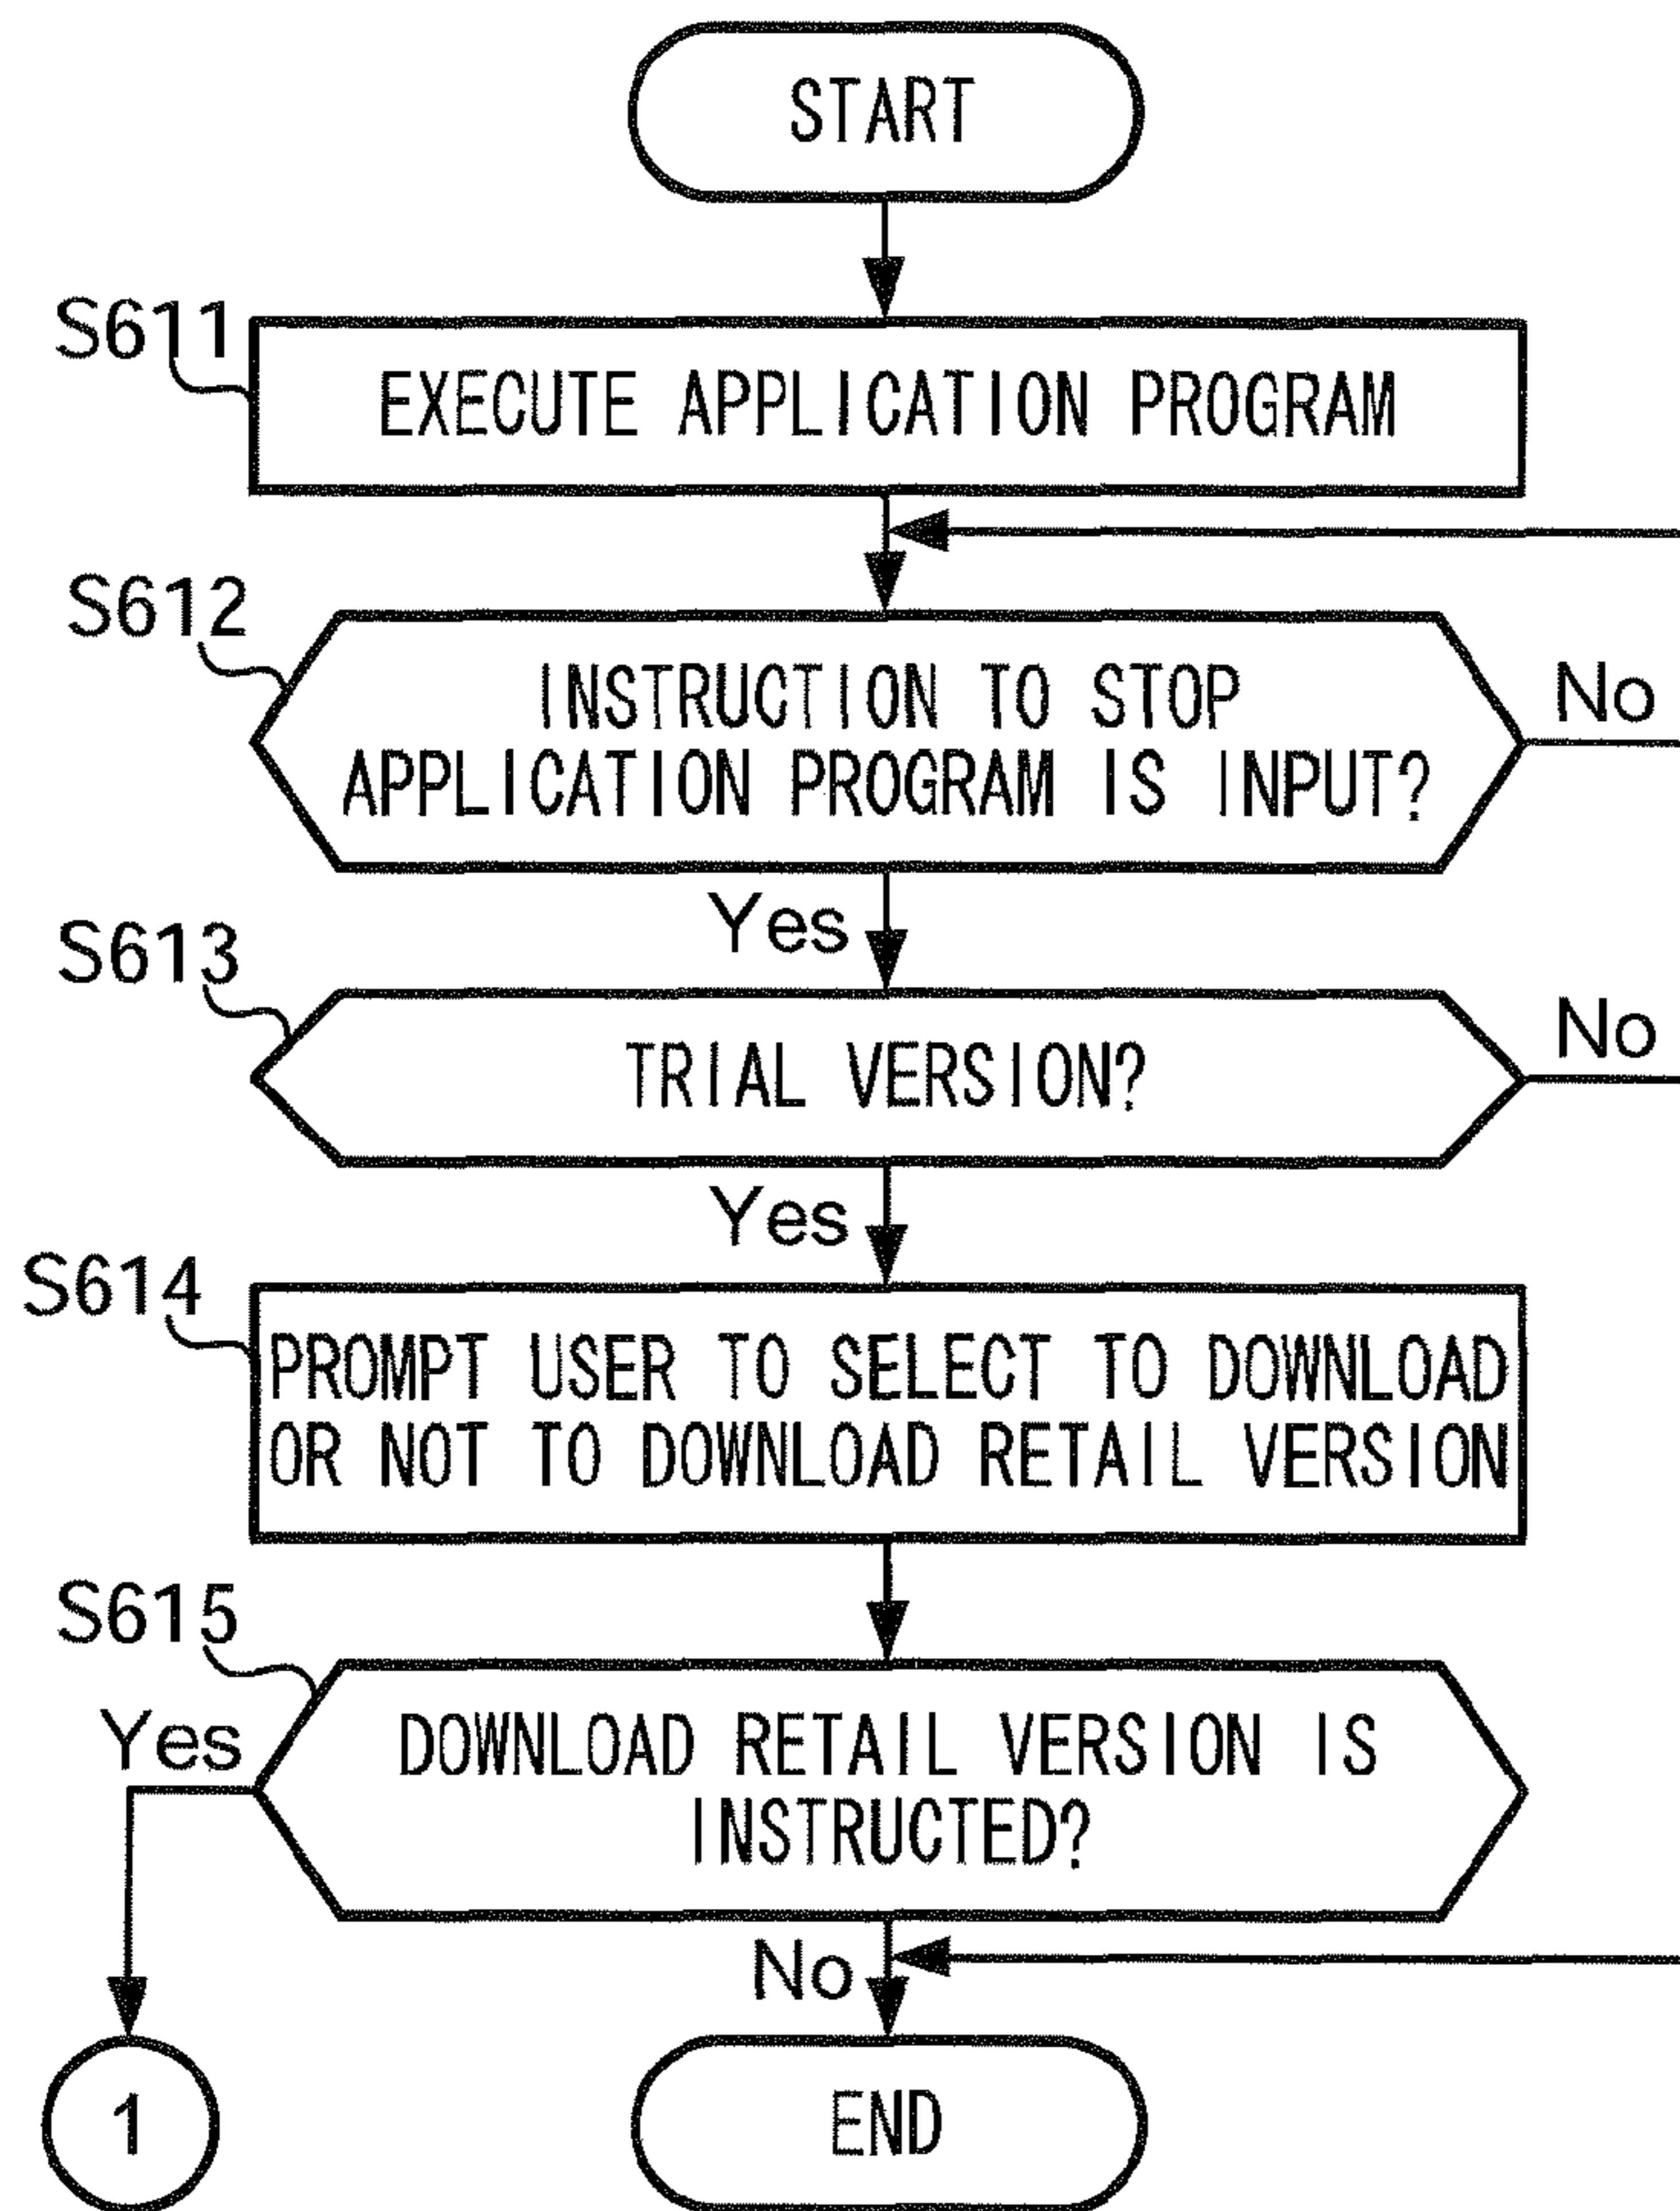 START
S611
EXECUTE APPLICATION PROGRAM
S612
INSTRUCTION TO STOP
APPLICATION PROGRAM IS INPUT?
No
Yes
S613
TRIAL VERSION?
No
Yes
S614
PROMPT USER TO SELECT TO DOWNLOAD
OR NOT TO DOWNLOAD RETAIL VERSION
S615
Yes
DOWNLOAD RETAIL VERSION IS
INSTRUCTED?
No
1
END